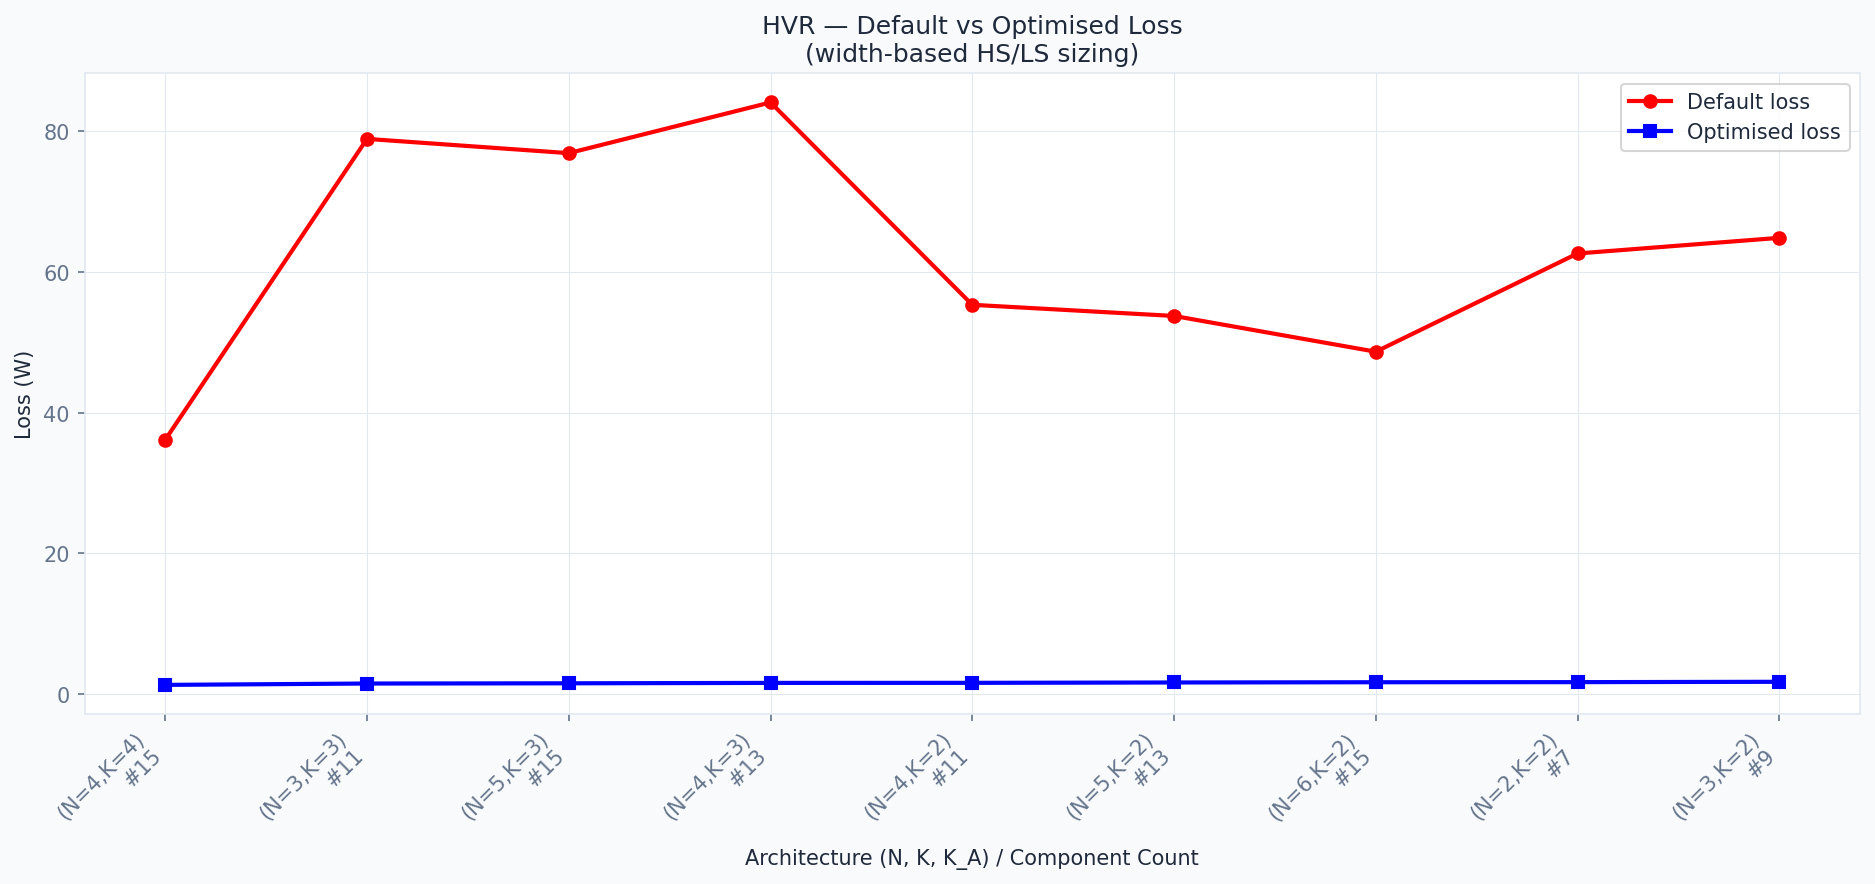 HVR — Default vs Optimised Loss
(width-based HS/LS sizing)
Default loss
Optimised loss
Loss (W)
80
60
40
20
0
(N=4,K=4)
#15
(N=3,K=3)
#11
(N=5,K=3)
#15
(N=4,K=3)
#13
(N=4,K=2)
#11
(N=5,K=2)
#13
(N=6,K=2)
#15
(N=2,K=2)
#7
(N=3,K=2)
#9
Architecture (N, K, K_A) / Component Count